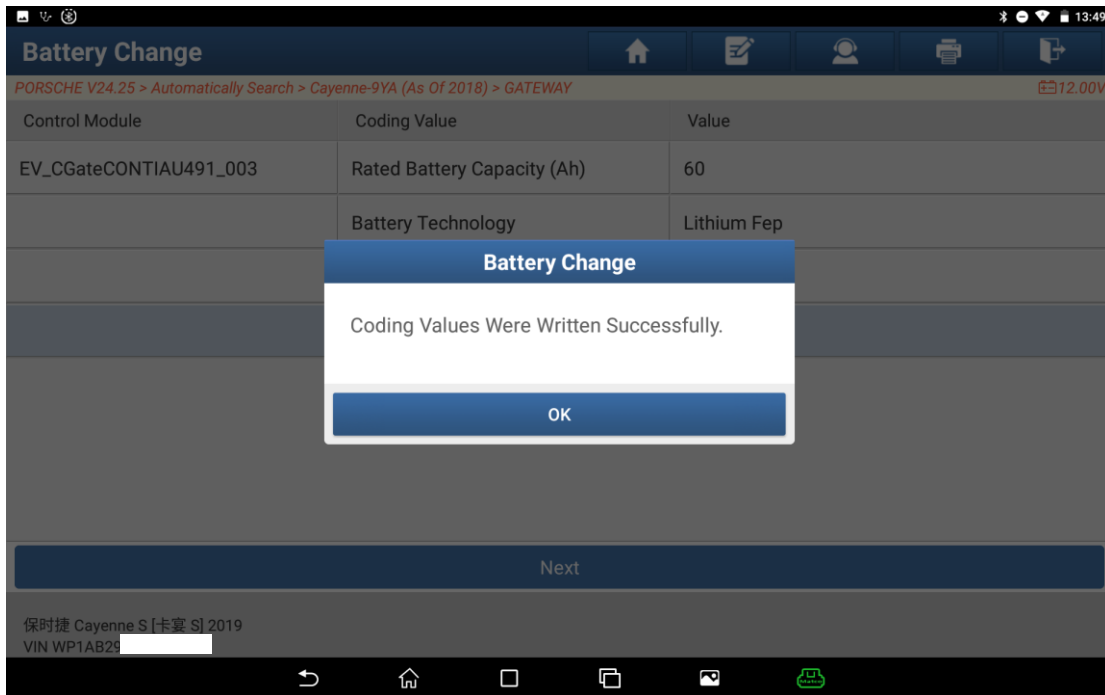 13:49
Battery Change
PORSCHE V24.25 > Automatically Search > Cayenne-9YA (As Of 2018) > GATEWAY
12.00V
Control Module Coding Value Value
EV_CGateCONTIAU491_003 Rated Battery Capacity (Ah) 60
Battery Technology Lithium Fep
Battery Change
Coding Values Were Written Successfully.
OK
Next
保时捷 Cayenne S [卡宴 S] 2019
VIN WP1AB29